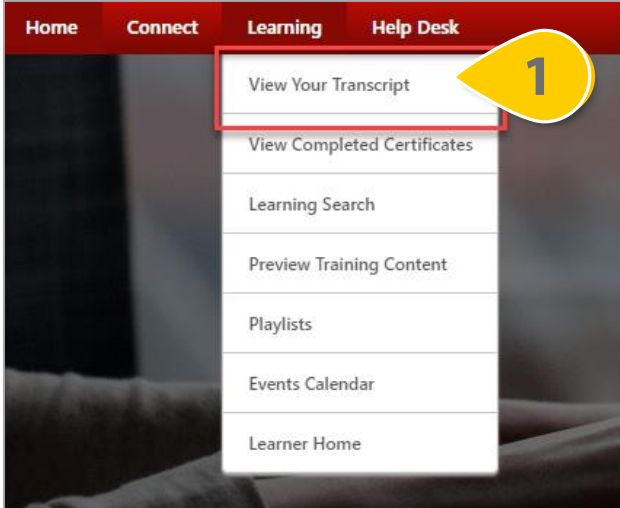 Home Connect Learning Help Desk
View Your Transcript
1
View Completed Certificates
Learning Search
Preview Training Content
Playlists
Events Calendar
Learner Home